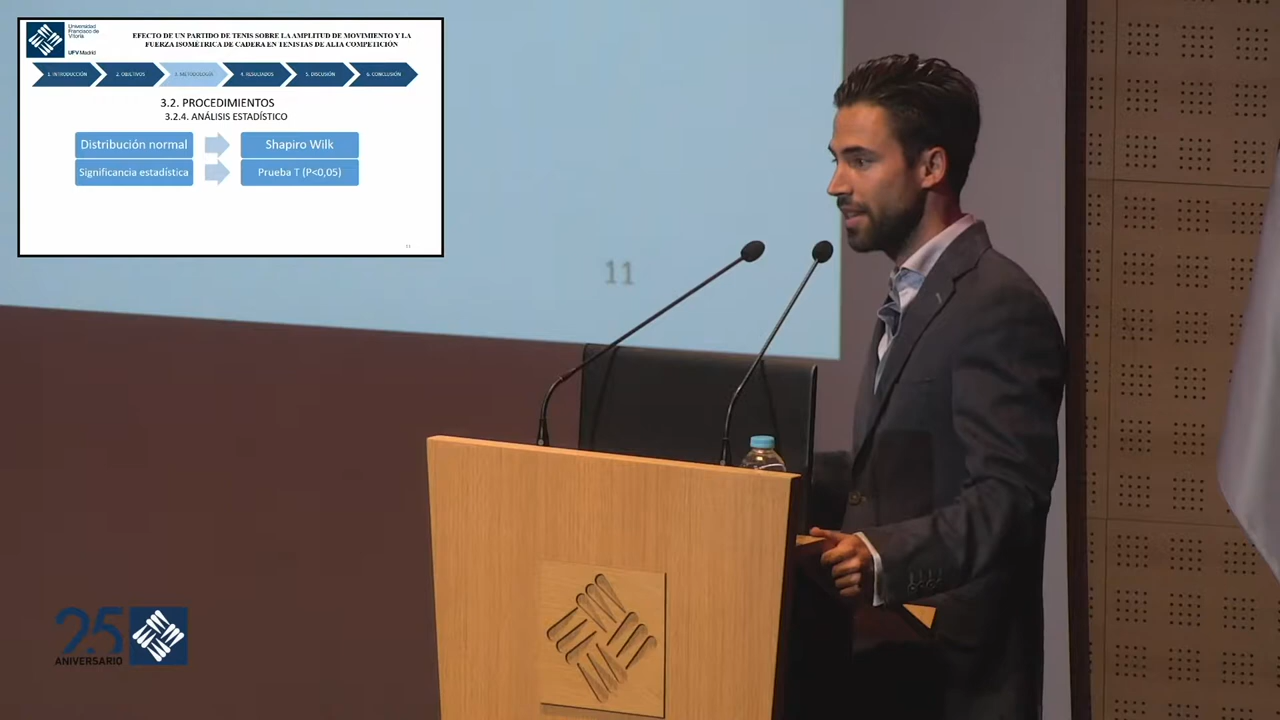 Universidad
Francisco de
Vitoria
UFV Madrid
EFECTO DE UN PARTIDO DE TENIS SOBRE LA AMPLITUD DE MOVIMIENTO Y LA
FUERZA ISOMÉTRICA DE CADERA EN TENISTAS DE ALTA COMPETICIÓN
1. INTRODUCCIÓN
2. OBJETIVOS
3. METODOLOGÍA
4. RESULTADOS
5. DISCUSIÓN
6. CONCLUSIÓN
3.2. PROCEDIMIENTOS
3.2.4. ANÁLISIS ESTADÍSTICO
Distribución normal
Shapiro Wilk
Significancia estadística
Prueba T (P<0,05)
11
11
25
ANIVERSARIO